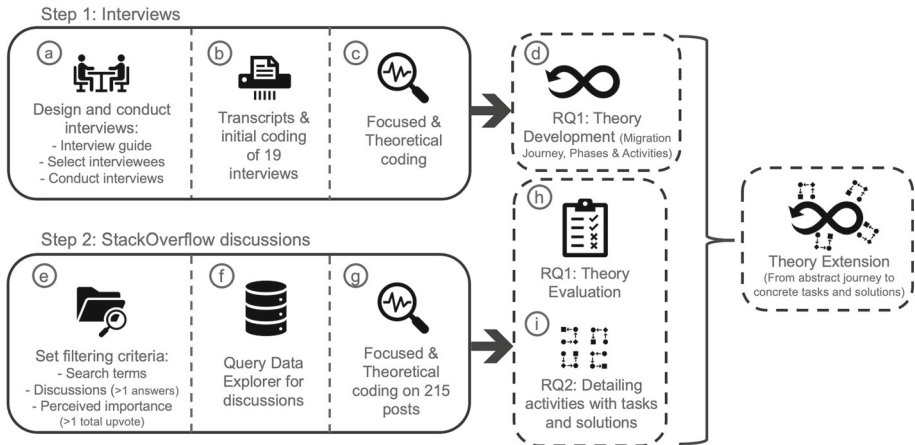 Step 1: Interviews
a
Design and conduct
interviews:
- Interview guide
- Select interviewees
- Conduct interviews
b
Transcripts &
initial coding
of 19
interviews
c
Focused &
Theoretical
coding
d
RQ1: Theory
Development (Migration
Journey, Phases & Activities)
Step 2: StackOverflow discussions
e
Set filtering criteria:
- Search terms
- Discussions (>1 answers)
- Perceived importance
(>1 total upvote)
f
Query Data
Explorer for
discussions
g
Focused &
Theoretical
coding on 215
posts
h
RQ1: Theory
Evaluation
i
RQ2: Detailing
activities with tasks
and solutions
Theory Extension
(From abstract journey to
concrete tasks and solutions)